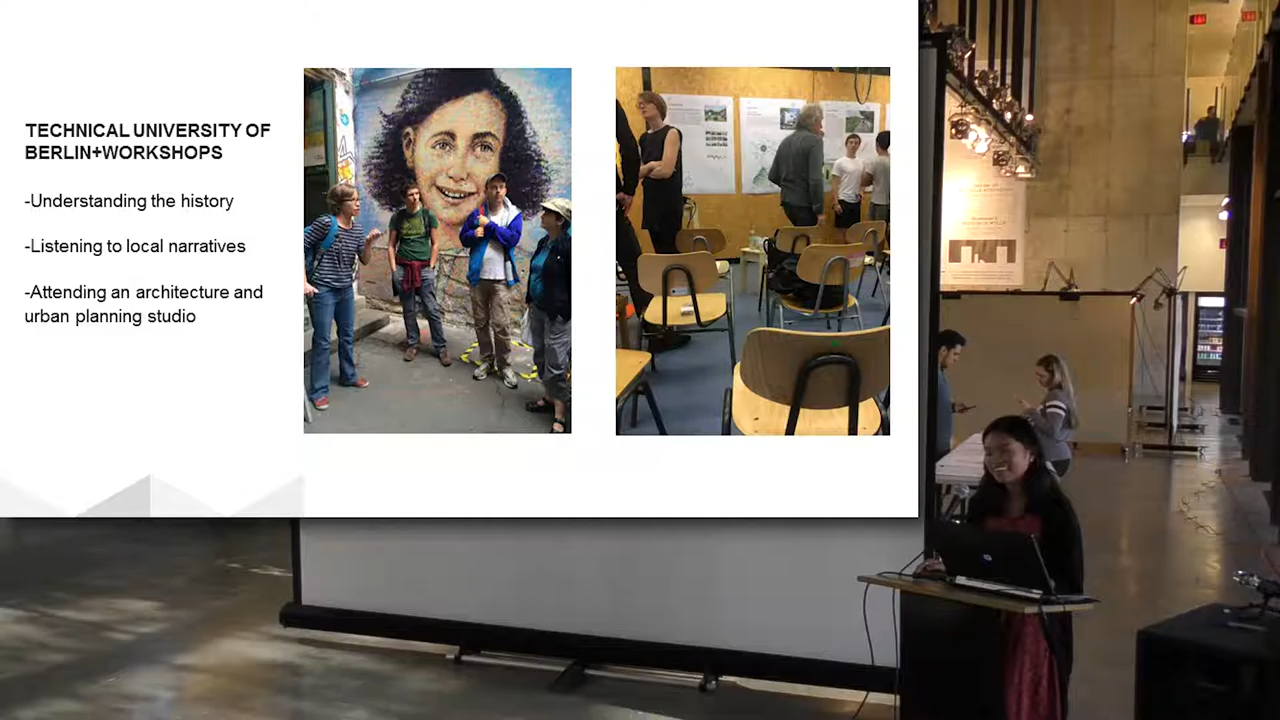 TECHNICAL UNIVERSITY OF
BERLIN+WORKSHOPS
-Understanding the history
-Listening to local narratives
-Attending an architecture and
urban planning studio